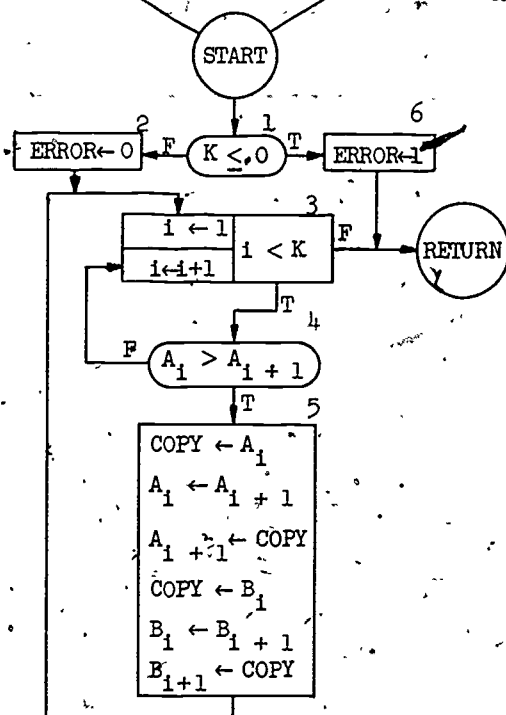 START
2
1
6
ERROR←0
F
K ≤ 0
T
ERROR←1
3
i ←1
i←i+1
i < K
F
RETURN
T
4
F
A_i > A_i + 1
T
5
COPY ← A_i
A_i ← A_i + 1
A_i + 1 ← COPY
COPY ← B_i
B_i ← B_i + 1
B_i+1 ← COPY